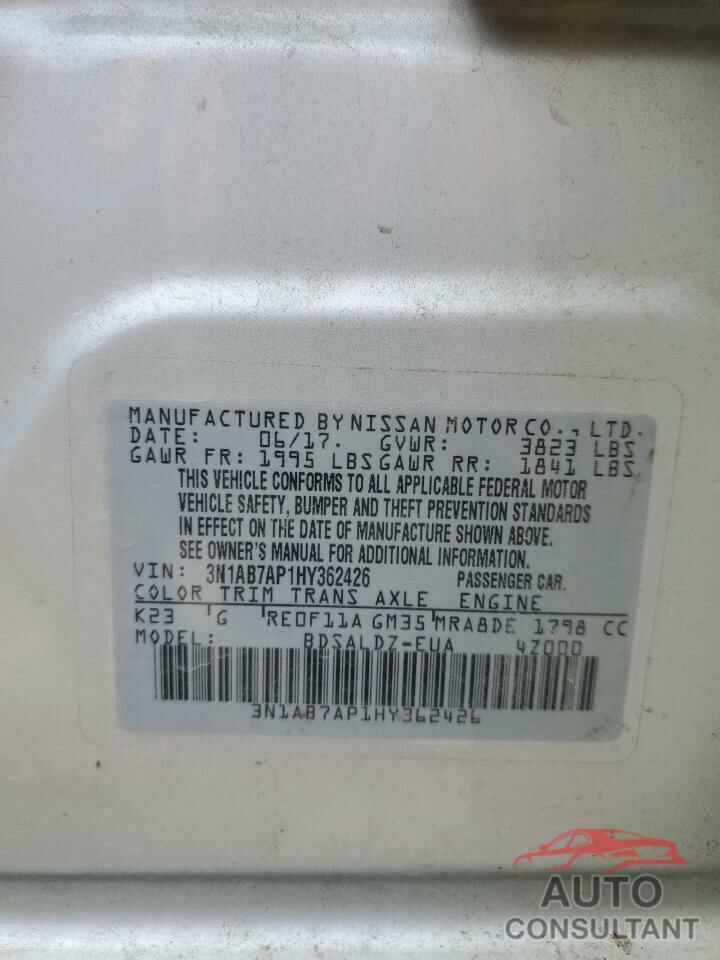 MANUFACTURED BY NISSAN MOTOR CO., LTD.
DATE: 06/17. GVWR: 3823 LBS
GAWR FR: 1995 LBS GAWR RR: 1841 LBS
THIS VEHICLE CONFORMS TO ALL APPLICABLE FEDERAL MOTOR
VEHICLE SAFETY, BUMPER AND THEFT PREVENTION STANDARDS
IN EFFECT ON THE DATE OF MANUFACTURE SHOWN ABOVE.
SEE OWNER'S MANUAL FOR ADDITIONAL INFORMATION.
VIN: 3N1AB7AP1HY362426 PASSENGER CAR.
COLOR TRIM TRANS AXLE ENGINE
K23 'G 'RE0F11A GM35 MRA8DE 1798 CC
MODEL: BDSALDZ-EUA 4Z000
3N1AB7AP1HY362426
AUTO
CONSULTANT